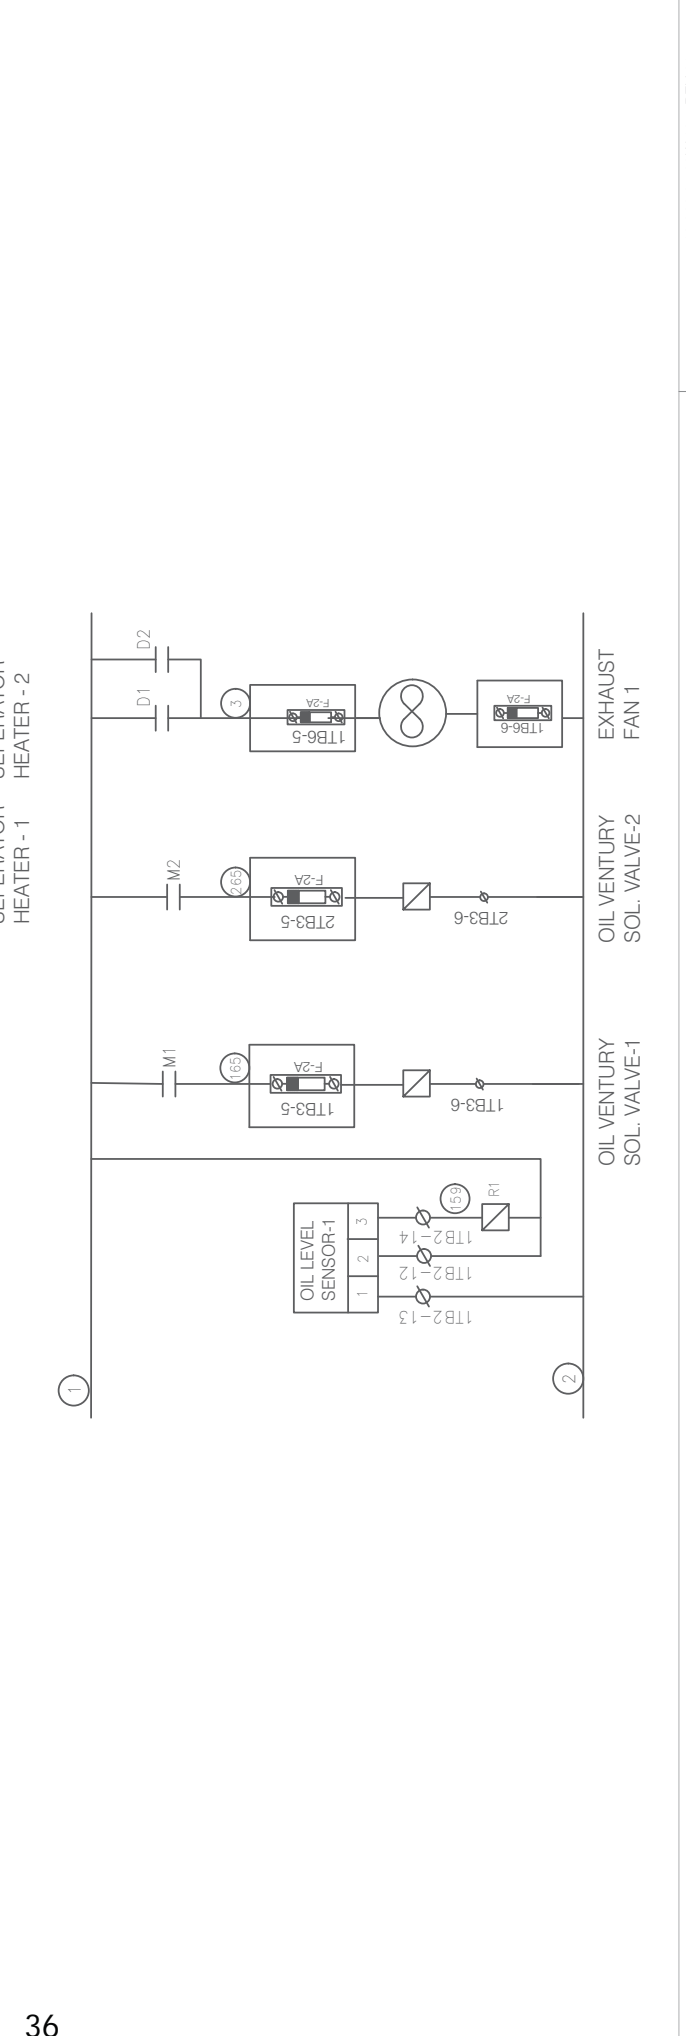 HEATER - 2
HEATER - 1
D2
D1
3
F-2A
1TB6-5
F-2A
1TB6-6
EXHAUST
FAN 1
M2
265
F-2A
2TB3-5
2TB3-6
OIL VENTURY
SOL. VALVE-2
M1
165
F-2A
1TB3-5
1TB3-6
OIL VENTURY
SOL. VALVE-1
OIL LEVEL
SENSOR-1
1
2
3
1TB2-14
159
R1
1TB2-12
1TB2-13
1
2
36